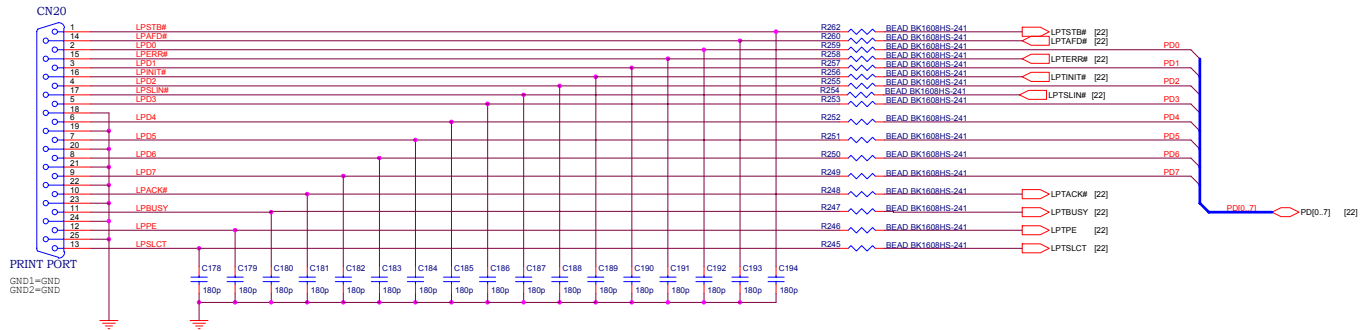 CN20
1 LPSTB# R262 BEAD BK1608HS-241 LPTSTB# [22]
14 LPAFD# R260 BEAD BK1608HS-241 LPTAFD# [22]
2 LPD0 R259 BEAD BK1608HS-241 PD0
15 LPERR# R258 BEAD BK1608HS-241 LPTERR# [22]
3 LPD1 R257 BEAD BK1608HS-241 PD1
16 LPINIT# R256 BEAD BK1608HS-241 LPTINIT# [22]
4 LPD2 R255 BEAD BK1608HS-241 PD2
17 LPSLIN# R254 BEAD BK1608HS-241 LPTSLIN# [22]
5 LPD3 R253 BEAD BK1608HS-241 PD3
18
6 LPD4 R252 BEAD BK1608HS-241 PD4
19
7 LPD5 R251 BEAD BK1608HS-241 PD5
20
8 LPD6 R250 BEAD BK1608HS-241 PD6
21
9 LPD7 R249 BEAD BK1608HS-241 PD7
22
10 LPACK# R248 BEAD BK1608HS-241 LPTACK# [22]
23
11 LPBUSY R247 BEAD BK1608HS-241 LPTBUSY [22] PD[0..7] PD[0..7] [22]
24
12 LPPE R246 BEAD BK1608HS-241 LPTPE [22]
25
13 LPSLCT R245 BEAD BK1608HS-241 LPTSLCT [22]
PRINT PORT
C178 C179 C180 C181 C182 C183 C184 C185 C186 C187 C188 C189 C190 C191 C192 C193 C194
GND1=GND
GND2=GND
180p 180p 180p 180p 180p 180p 180p 180p 180p 180p 180p 180p 180p 180p 180p 180p 180p